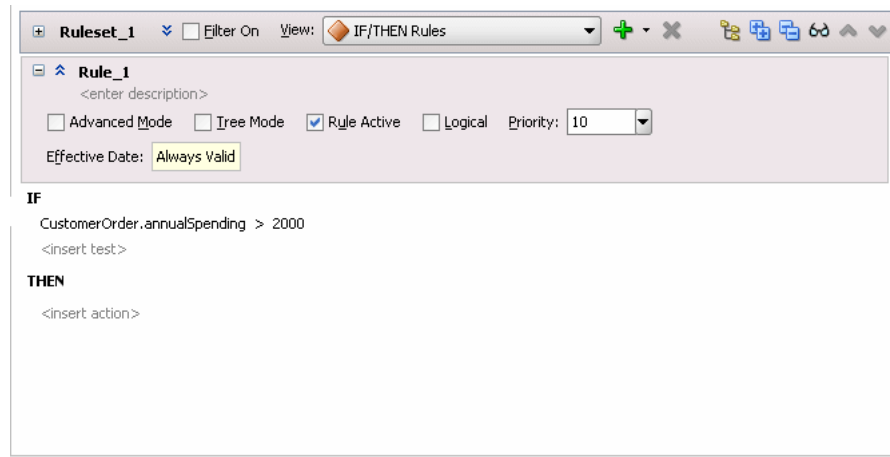 Ruleset_1 Filter On View: IF/THEN Rules
Rule_1
<enter description>
Advanced Mode Tree Mode Rule Active Logical Priority: 10
Effective Date: Always Valid
IF
CustomerOrder.annualSpending > 2000
<insert test>
THEN
<insert action>